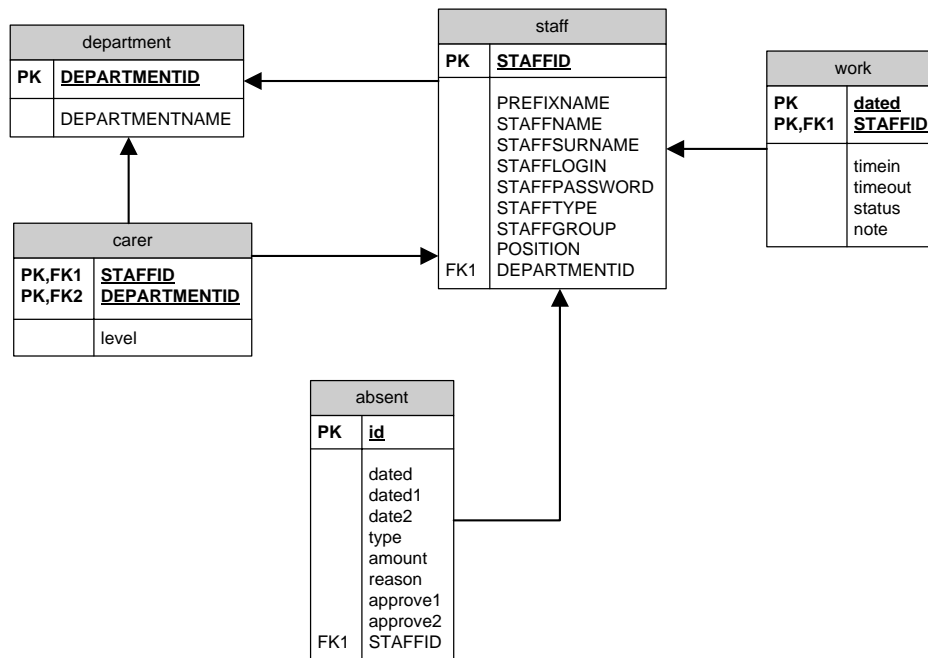 department
PK DEPARTMENTID
DEPARTMENTNAME
staff
PK STAFFID
PREFIXNAME
STAFFNAME
STAFFSURNAME
STAFFLOGIN
STAFFPASSWORD
STAFFTYPE
STAFFGROUP
POSITION
FK1 DEPARTMENTID
work
PK dated
PK,FK1 STAFFID
timein
timeout
status
note
carer
PK,FK1 STAFFID
PK,FK2 DEPARTMENTID
level
absent
PK id
dated
dated1
date2
type
amount
reason
approve1
approve2
FK1 STAFFID